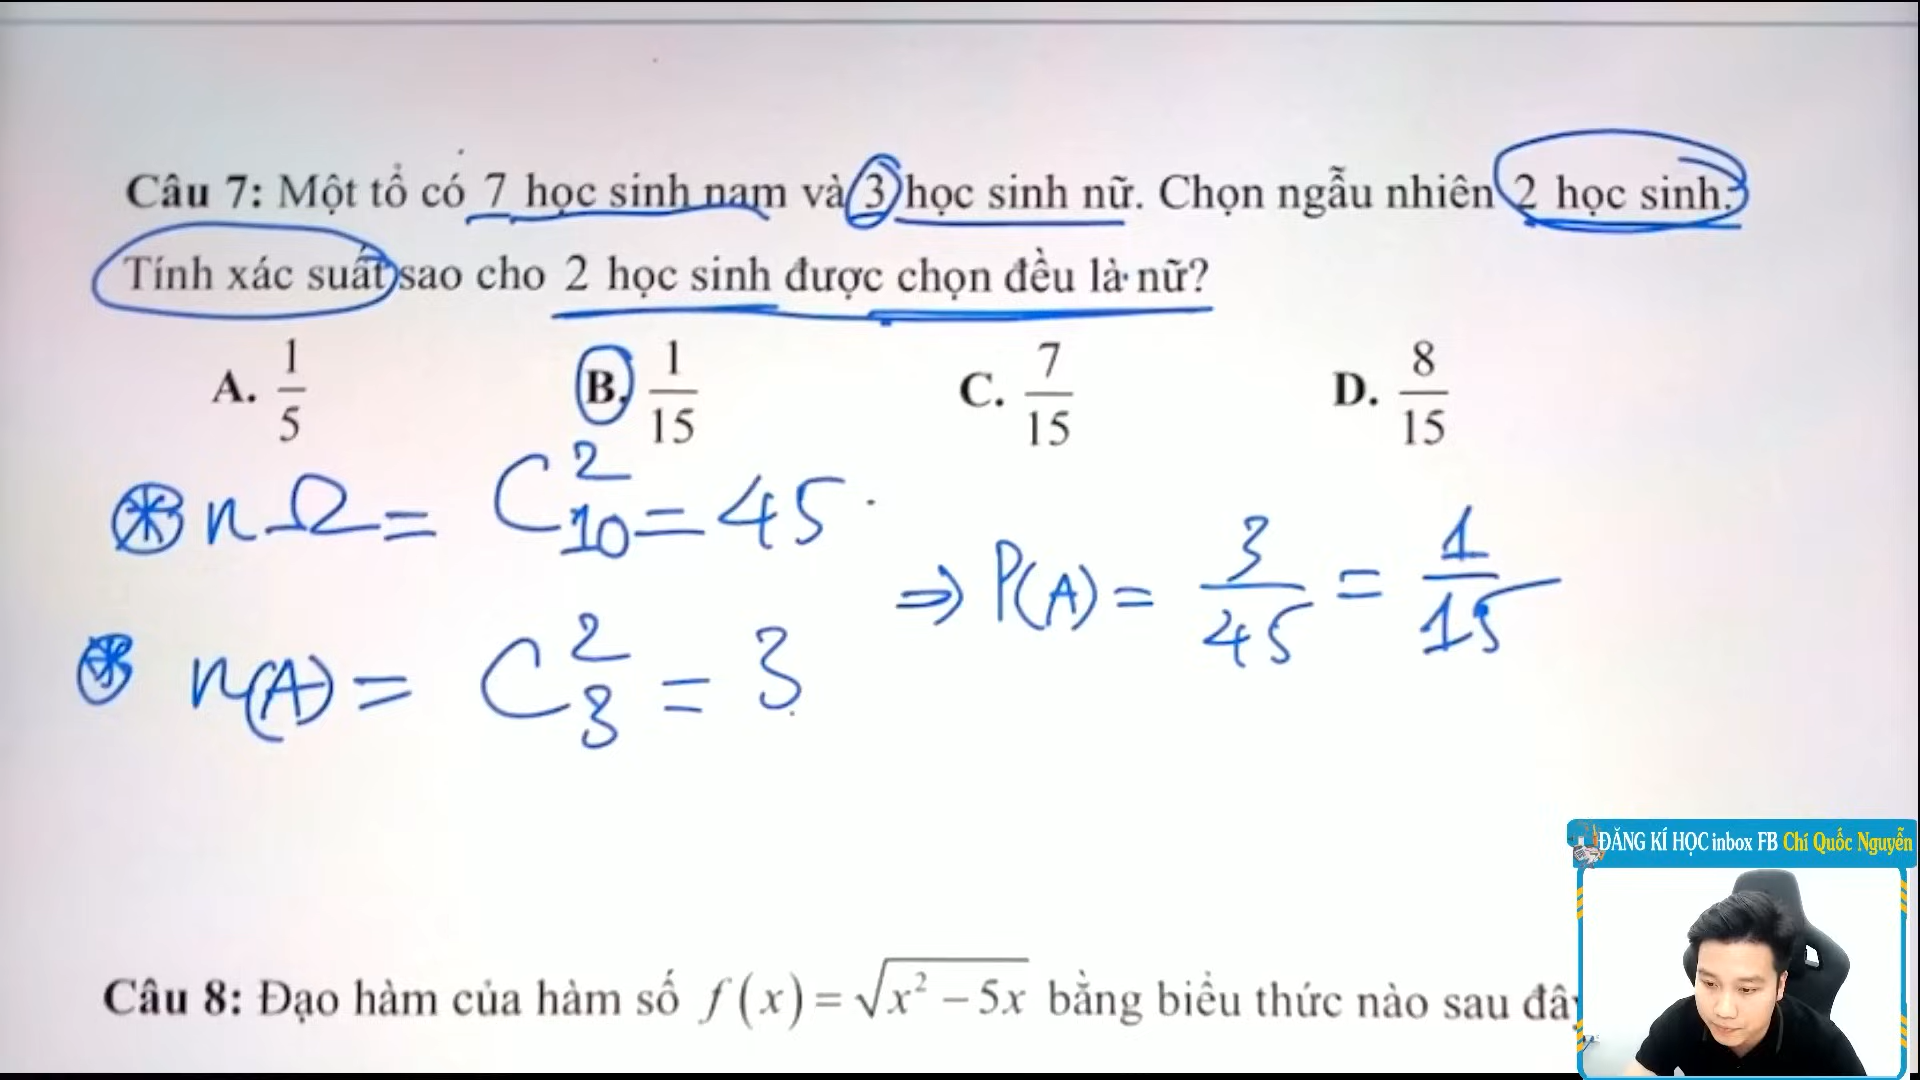 Câu 7: Một tổ có 7 học sinh nam và 3 học sinh nữ. Chọn ngẫu nhiên 2 học sinh.
Tính xác suất sao cho 2 học sinh được chọn đều là nữ?
A. 1/5 B. 1/15 C. 7/15 D. 8/15
nΩ = C²₁₀ = 45
n(A) = C²₃ = 3
⇒ P(A) = 3/45 = 1/15
ĐĂNG KÍ HỌC inbox FB Chí Quốc Nguyễn
Câu 8: Đạo hàm của hàm số f(x) = √(x² − 5x) bằng biểu thức nào sau